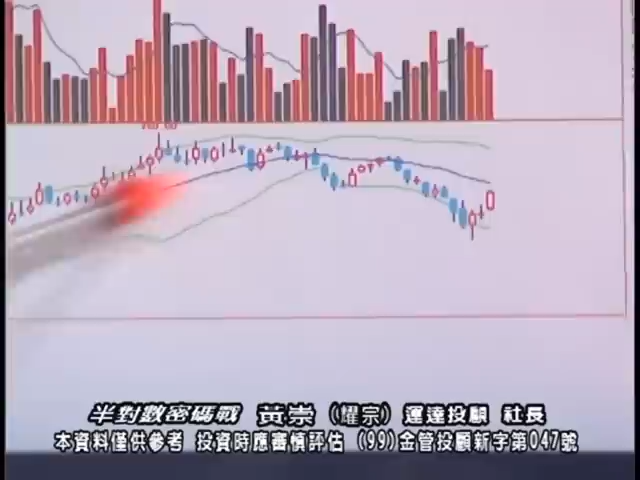 半對數密碼戰 黃崇 (耀宗) 運達投顧 社長
本資料僅供參考 投資時應審慎評估 (99)金管投顧新字第047號